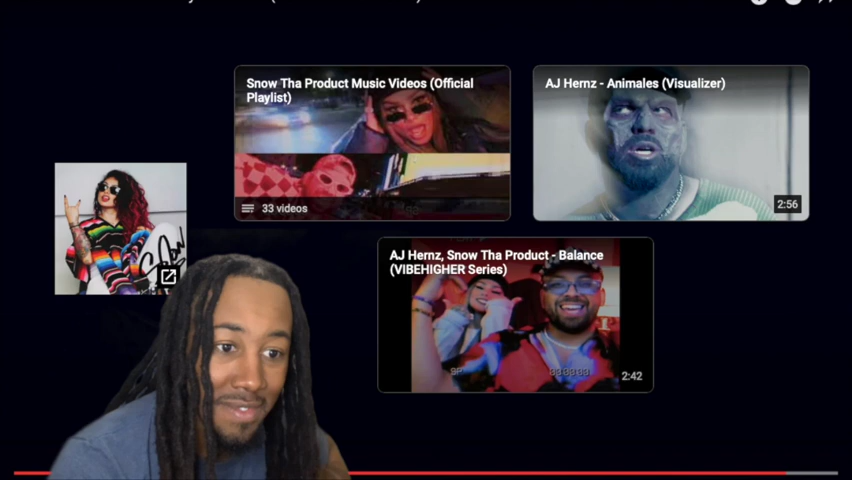 Snow Tha Product Music Videos (Official
Playlist)
33 videos
AJ Hernz - Animales (Visualizer)
2:56
Snow
AJ Hernz, Snow Tha Product - Balance
(VIBEHIGHER Series)
2:42